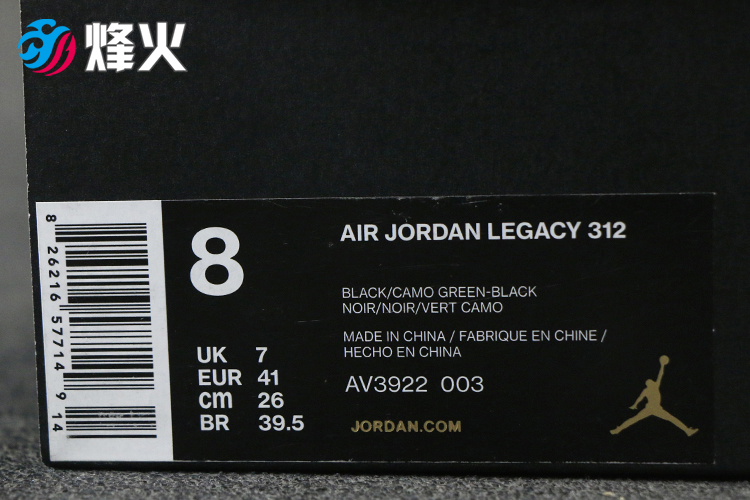 烽火
8
AIR JORDAN LEGACY 312
BLACK/CAMO GREEN-BLACK
NOIR/NOIR/VERT CAMO
MADE IN CHINA / FABRIQUE EN CHINE /
HECHO EN CHINA
UK 7
EUR 41
cm 26
BR 39.5
AV3922 003
JORDAN.COM
8 26216 57714 9 14